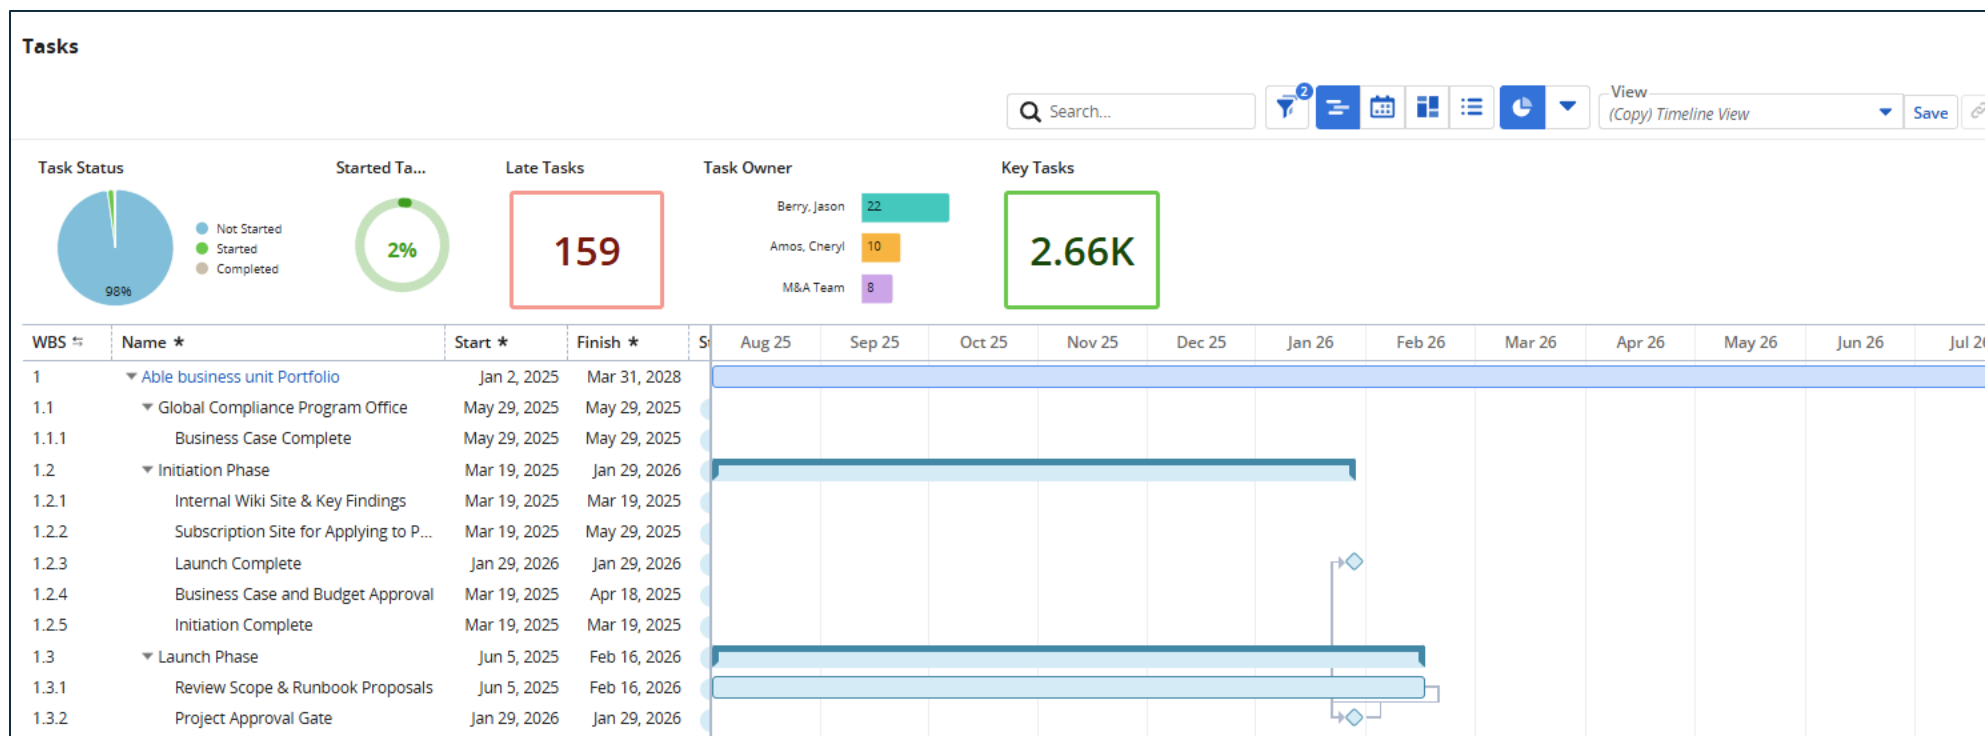 Tasks
Search...
2
View
(Copy) Timeline View
Save
Task Status
Started Ta...
Late Tasks
Task Owner
Key Tasks
98%
Not Started
Started
Completed
2%
159
Berry, Jason 22
Amos, Cheryl 10
M&A Team 8
2.66K
WBS Name * Start * Finish * St Aug 25 Sep 25 Oct 25 Nov 25 Dec 25 Jan 26 Feb 26 Mar 26 Apr 26 May 26 Jun 26 Jul 26
1 Able business unit Portfolio Jan 2, 2025 Mar 31, 2028
1.1 Global Compliance Program Office May 29, 2025 May 29, 2025
1.1.1 Business Case Complete May 29, 2025 May 29, 2025
1.2 Initiation Phase Mar 19, 2025 Jan 29, 2026
1.2.1 Internal Wiki Site & Key Findings Mar 19, 2025 Mar 19, 2025
1.2.2 Subscription Site for Applying to P... Mar 19, 2025 May 29, 2025
1.2.3 Launch Complete Jan 29, 2026 Jan 29, 2026
1.2.4 Business Case and Budget Approval Mar 19, 2025 Apr 18, 2025
1.2.5 Initiation Complete Mar 19, 2025 Mar 19, 2025
1.3 Launch Phase Jun 5, 2025 Feb 16, 2026
1.3.1 Review Scope & Runbook Proposals Jun 5, 2025 Feb 16, 2026
1.3.2 Project Approval Gate Jan 29, 2026 Jan 29, 2026